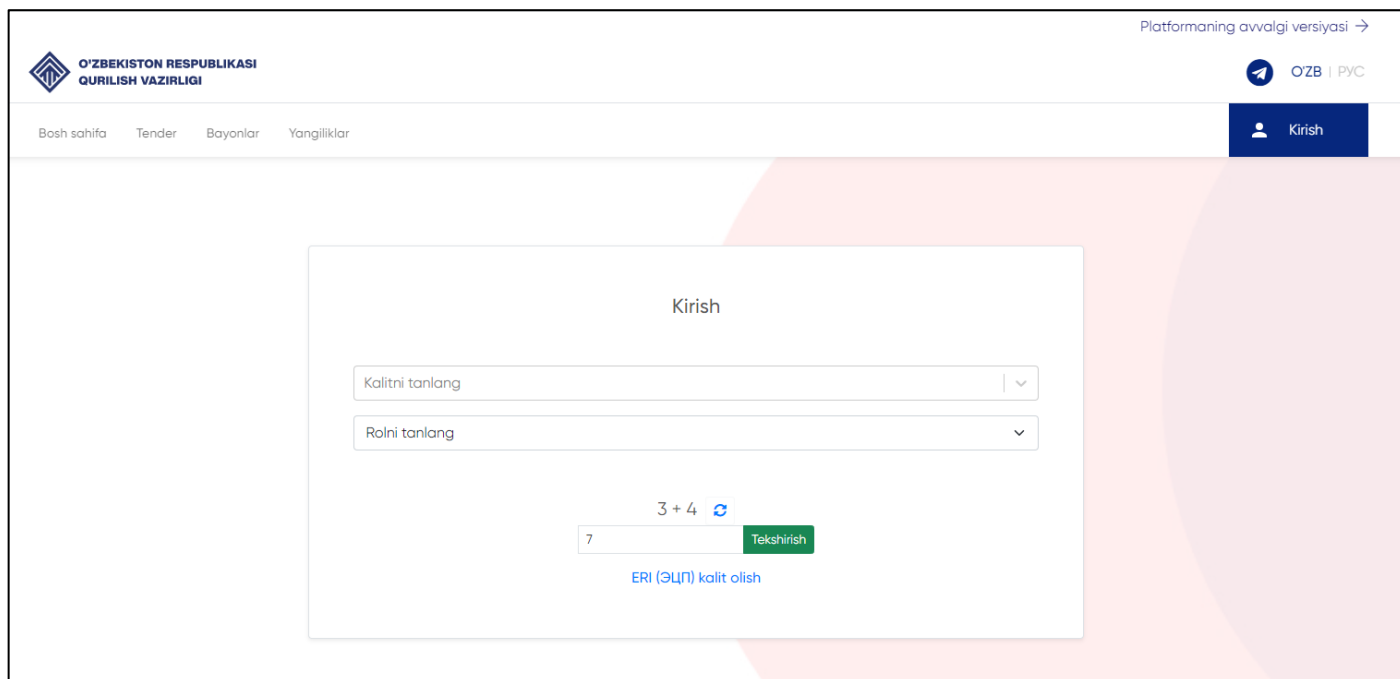 Platformaning avvalgi versiyasi →
O'ZBEKISTON RESPUBLIKASI
QURILISH VAZIRLIGI
O'ZB | РУС
Bosh sahifa Tender Bayonlar Yangiliklar
Kirish
Kirish
Kalitni tanlang
Rolni tanlang
3 + 4
7 Tekshirish
ERI (ЭЦП) kalit olish